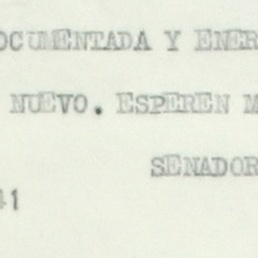 OCUMENTADA Y ENER
NUEVO. ESPEREN M
SENADOR
41